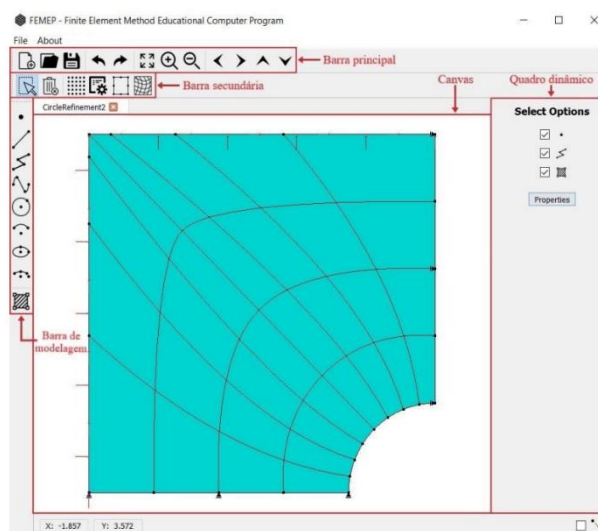 FEMEP - Finite Element Method Educational Computer Program
File About
Barra principal
Barra secundária
Canvas
Quadro dinâmico
CircleRefinement2
Select Options
Properties
Barra de
modelagem
X: -1.857 Y: 3.572